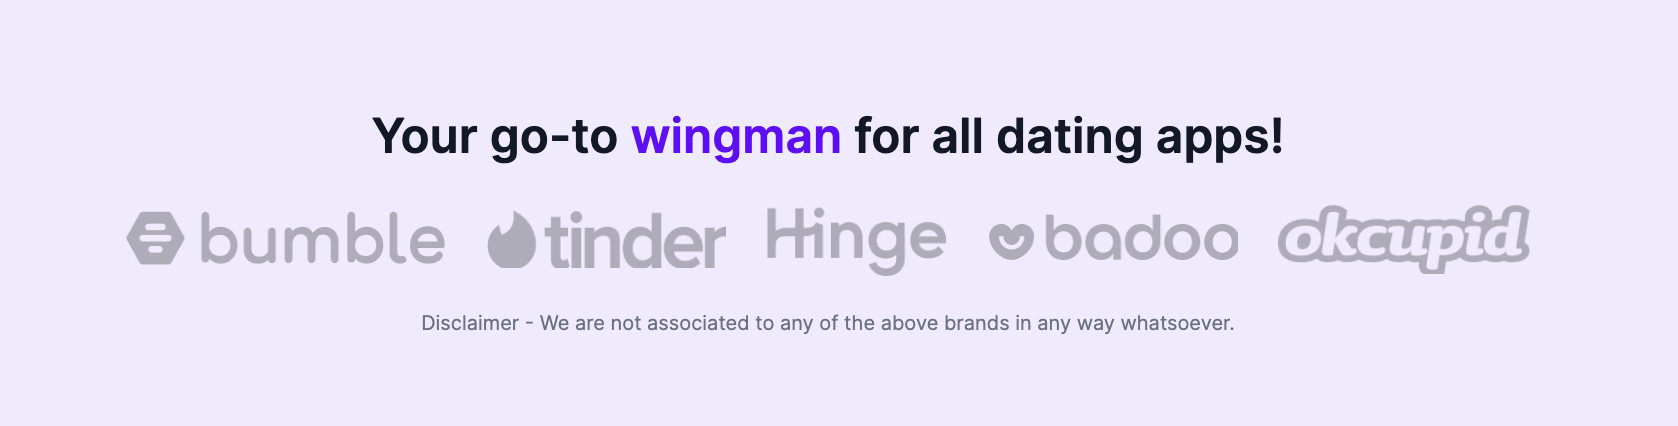 Your go-to wingman for all dating apps!
bumble tinder Hinge badoo okcupid
Disclaimer - We are not associated to any of the above brands in any way whatsoever.